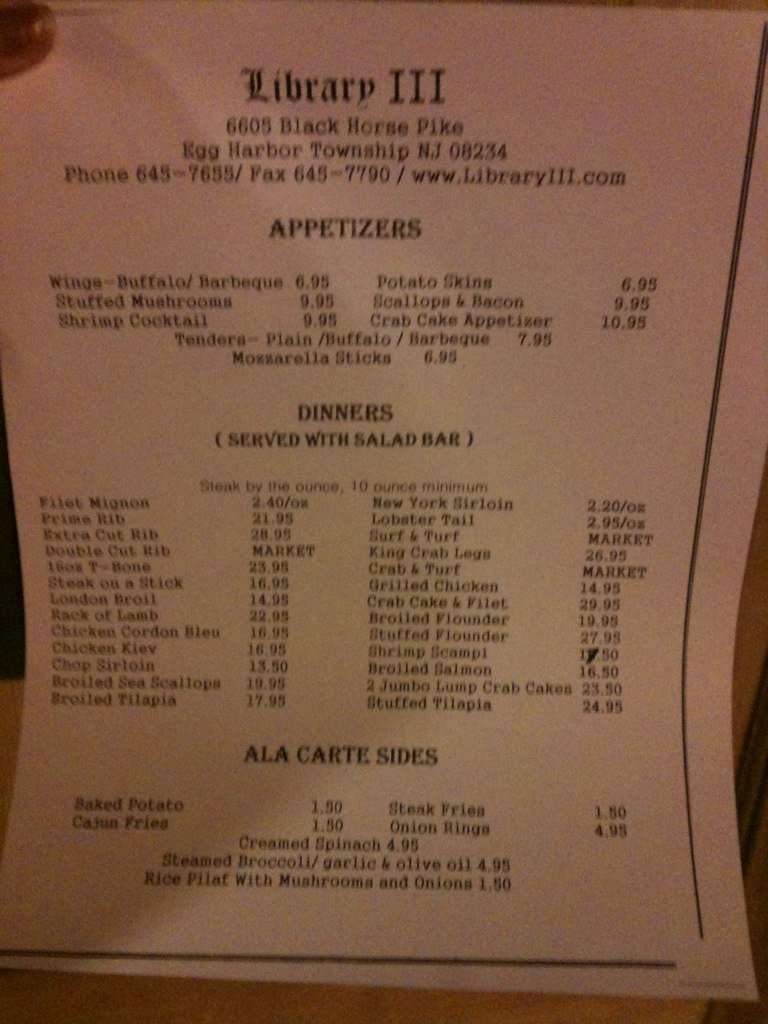 Library III
6605 Black Horse Pike
Egg Harbor Township NJ 08234
Phone 645-7655/ Fax 645-7790 / www.LibraryIII.com
APPETIZERS
Wings-Buffalo/ Barbeque 6.95 Potato Skins 6.95
Stuffed Mushrooms 9.95 Scallops & Bacon 9.95
Shrimp Cocktail 9.95 Crab Cake Appetizer 10.95
Tenders- Plain /Buffalo / Barbeque 7.95
Mozzarella Sticks 6.95
DINNERS
( SERVED WITH SALAD BAR )
Steak by the ounce, 10 ounce minimum
Filet Mignon 2.40/oz New York Sirloin 2.20/oz
Prime Rib 21.95 Lobster Tail 2.95/oz
Extra Cut Rib 28.95 Surf & Turf MARKET
Double Cut Rib MARKET King Crab Legs 26.95
16oz T-Bone 23.95 Crab & Turf MARKET
Steak on a Stick 16.95 Grilled Chicken 14.95
London Broil 14.95 Crab Cake & Filet 29.95
Rack of Lamb 22.95 Broiled Flounder 19.95
Chicken Cordon Bleu 16.95 Stuffed Flounder 27.95
Chicken Kiev 16.95 Shrimp Scampi
Chop Sirloin 13.50 Broiled Salmon 16.50
Broiled Sea Scallops 19.95 2 Jumbo Lump Crab Cakes 23.50
Broiled Tilapia 17.95 Stuffed Tilapia 24.95
ALA CARTE SIDES
Baked Potato 1.50 Steak Fries 1.50
Cajun Fries 1.50 Onion Rings 4.95
Creamed Spinach 4.95
Steamed Broccoli/ garlic & olive oil 4.95
Rice Pilaf With Mushrooms and Onions 1.50